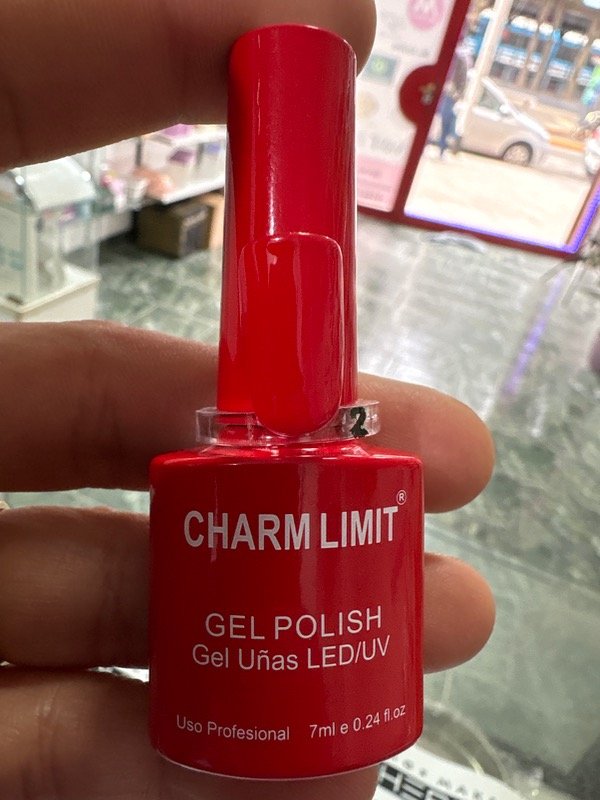 2
CHARM LIMIT®
GEL POLISH
Gel Uñas LED/UV
Uso Profesional 7ml e 0.24 fl.oz